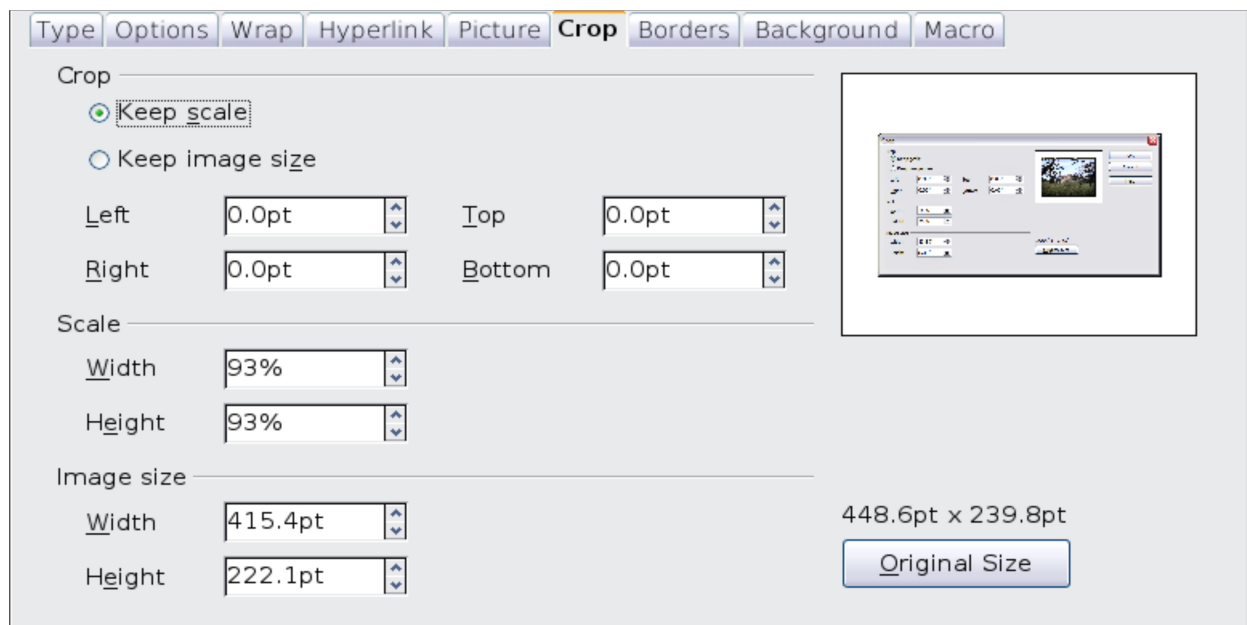 Type Options Wrap Hyperlink Picture Crop Borders Background Macro
Crop
Keep scale
Keep image size
Left 0.0pt Top 0.0pt
Right 0.0pt Bottom 0.0pt
Scale
Width 93%
Height 93%
Image size
Width 415.4pt
448.6pt x 239.8pt
Height 222.1pt
Original Size